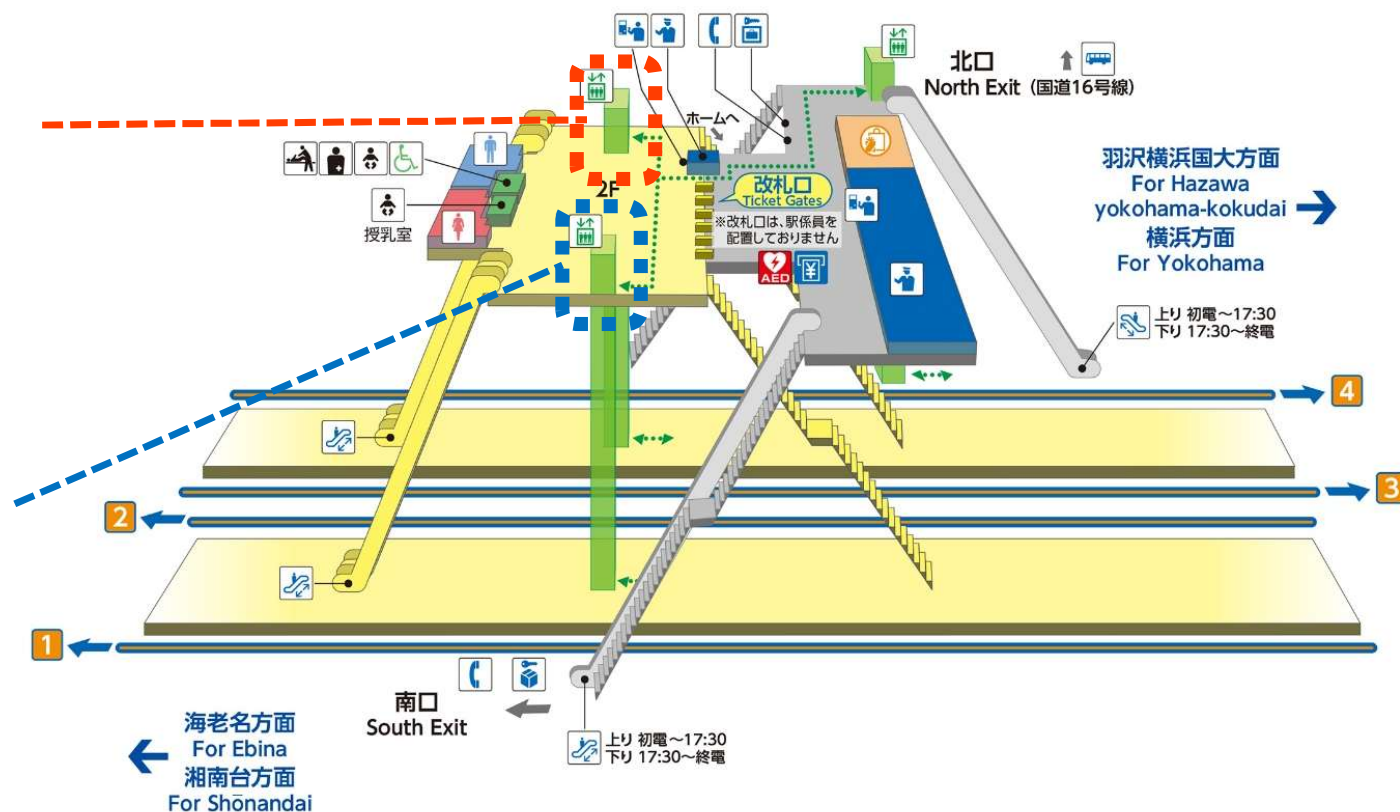 北口
North Exit (国道16号線)
ホームへ
2F
改札口
Ticket Gates
※改札口は、駅係員を
配置しておりません
AED
授乳室
羽沢横浜国大方面
For Hazawa
yokohama-kokudai
横浜方面
For Yokohama
上り 初電~17:30
下り 17:30~終電
4
3
2
1
南口
South Exit
上り 初電~17:30
下り 17:30~終電
海老名方面
For Ebina
湘南台方面
For Shōnandai